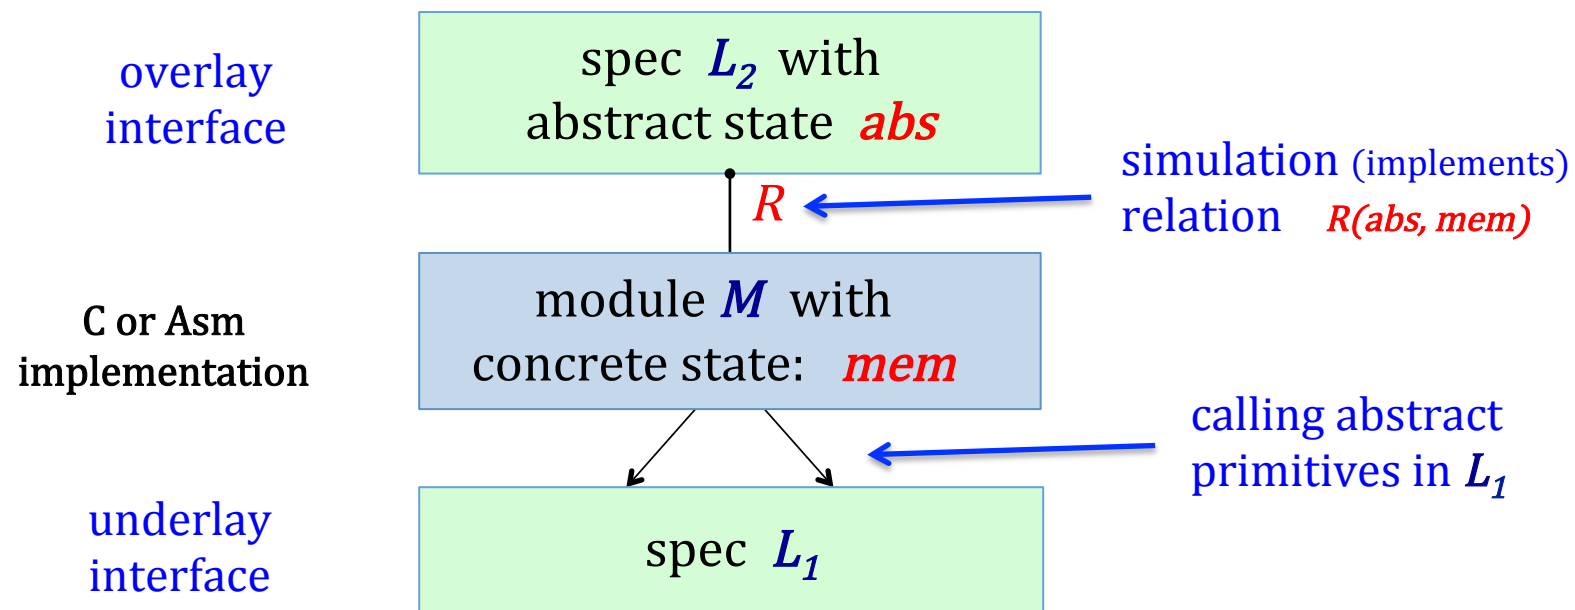 overlay
interface
spec L₂ with
abstract state abs
R
simulation (implements)
relation R(abs, mem)
C or Asm
implementation
module M with
concrete state: mem
calling abstract
primitives in L₁
underlay
interface
spec L₁